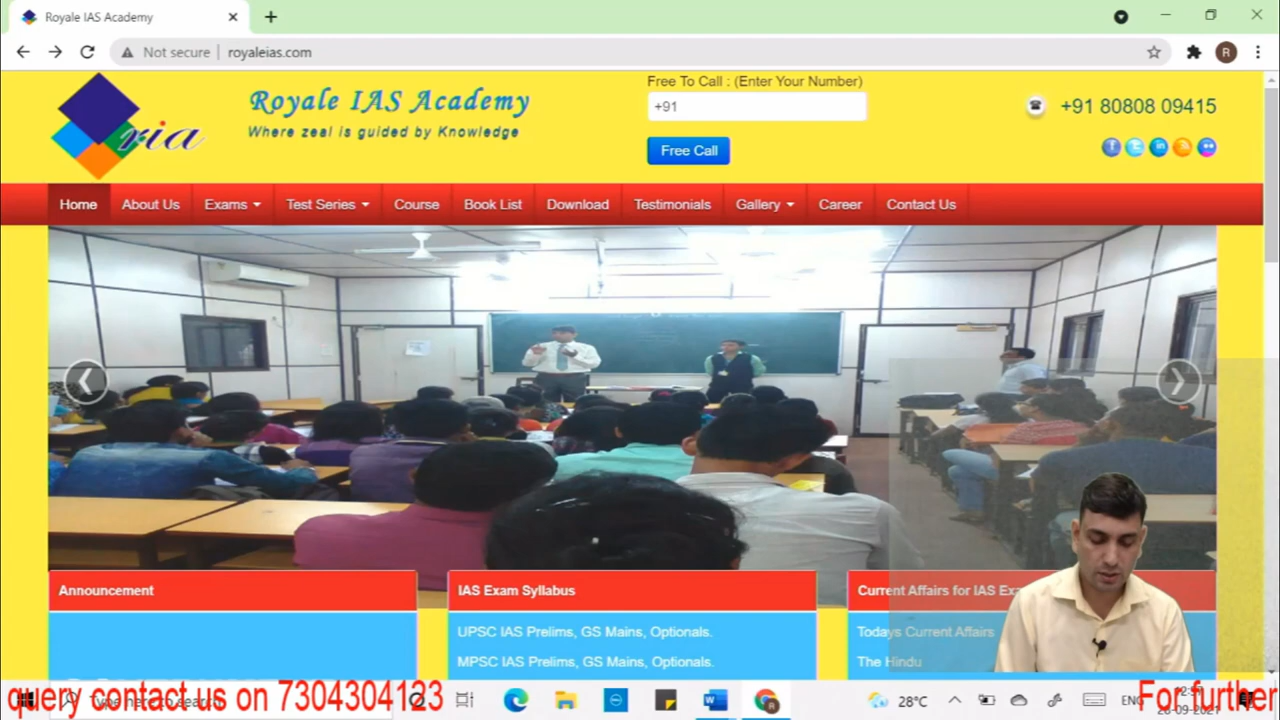 Royale IAS Academy
Not secure
royaleias.com
R
ria
Royale IAS Academy
Where zeal is guided by Knowledge
Free To Call : (Enter Your Number)
+91
Free Call
+91 80808 09415
Home About Us Exams Test Series Course Book List Download Testimonials Gallery Career Contact Us
Announcement
IAS Exam Syllabus
UPSC IAS Prelims, GS Mains, Optionals.
MPSC IAS Prelims, GS Mains, Optionals.
Current Affairs for IAS Exa
Todays Current Affairs
The Hindu
query contact us on 7304304123
Type here to search
28°C
ENG
For further